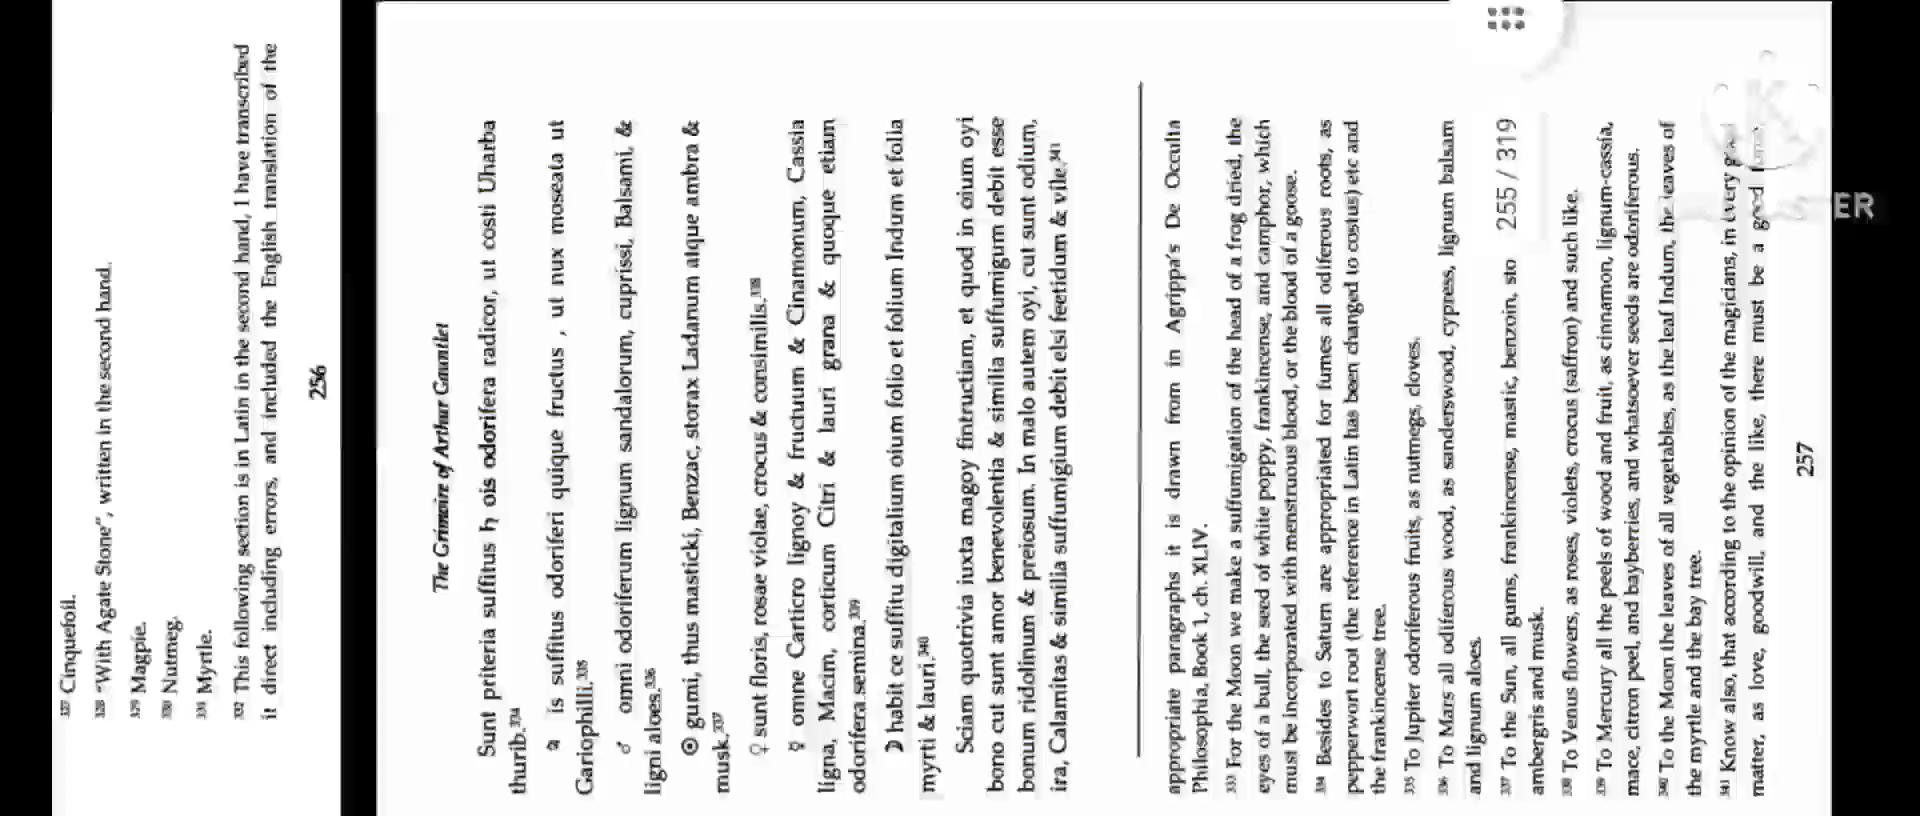 327 Cinquefoil.
328 "With Agate Stone", written in the second hand.
329 Magpie.
330 Nutmeg.
331 Myrtle.
332 This following section is in Latin in the second hand, I have transcribed
it direct including errors, and included the English translation of the
256
The Grimoire of Arthur Gauntlet
Sunt priteria suffitus ♄ ois odorifera radicor, ut costi Uharba
thurib.334
♃ is suffitus odoriferi quique fructus , ut nux moseata ut
Gariophilli.335
♂ omni odoriferum lignum sandalorum, cuprissi, Balsami, &
ligni aloes.336
☉ gumi, thus masticki, Benzac, storax Ladanum atque ambra &
musk.337
♀ sunt floris, rosae violae, crocus & consimilis.338
☿ omne Carticro lignoy & fructuum & Cinamonum, Cassia
ligna, Macim, corticum Citri & lauri grana & quoque etiam
odorifera semina.339
☽ habit ce suffitu digitalium oium folio et folium Indum et folia
myrti & lauri.340
Sciam quotrivia iuxta magoy fintructiam, et quod in oium oyi
bono cut sunt amor benevolentia & similia suffumigum debit esse
bonum ridolinum & preiosum. In malo autem oyi, cut sunt odium,
ira, Calamitas & similia suffumigium debit elsi feetidum & vile.341
appropriate paragraphs it is drawn from in Agrippa's De Occulta
Philosophia, Book 1, ch. XLIV.
333 For the Moon we make a suffumigation of the head of a frog dried, the
eyes of a bull, the seed of white poppy, frankincense, and camphor, which
must be incorporated with menstruous blood, or the blood of a goose.
334 Besides to Saturn are appropriated for fumes all odiferous roots, as
pepperwort root (the reference in Latin has been changed to costus) etc and
the frankincense tree.
335 To Jupiter odoriferous fruits, as nutmegs, cloves.
336 To Mars all odiferous wood, as sanderswood, cypress, lignum balsam
and lignum aloes.
337 To the Sun, all gums, frankincense, mastic, benzoin, sto
255 / 319
ambergris and musk.
338 To Venus flowers, as roses, violets, crocus (saffron) and such like.
339 To Mercury all the peels of wood and fruit, as cinnamon, lignum-cassia,
mace, citron peel, and bayberries, and whatsoever seeds are odoriferous.
340 To the Moon the leaves of all vegetables, as the leaf Indum, the leaves of
the myrtle and the bay tree.
341 Know also, that according to the opinion of the magicians, in every
matter, as love, goodwill, and the like, there must be a good
257